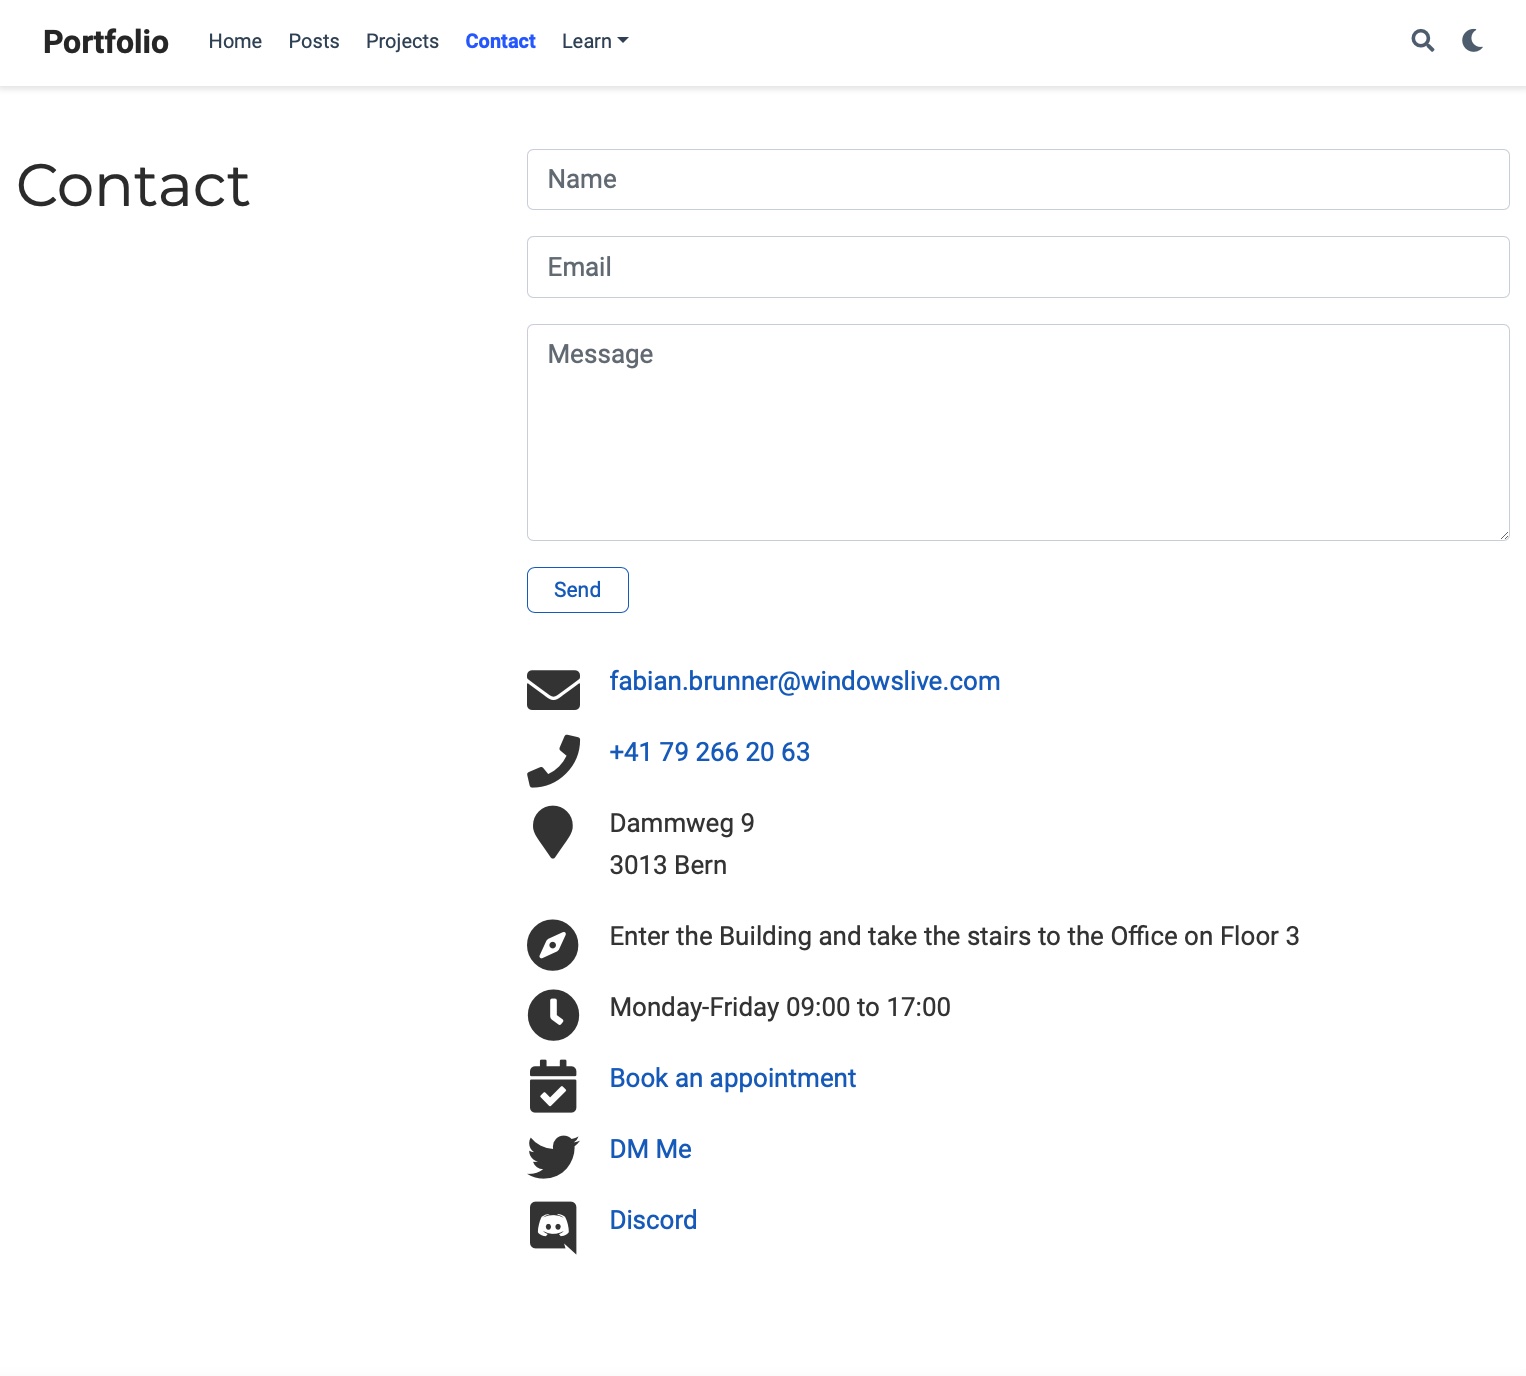 Portfolio Home Posts Projects Contact Learn
Contact
Name
Email
Message
Send
fabian.brunner@windowslive.com
+41 79 266 20 63
Dammweg 9
3013 Bern
Enter the Building and take the stairs to the Office on Floor 3
Monday-Friday 09:00 to 17:00
Book an appointment
DM Me
Discord